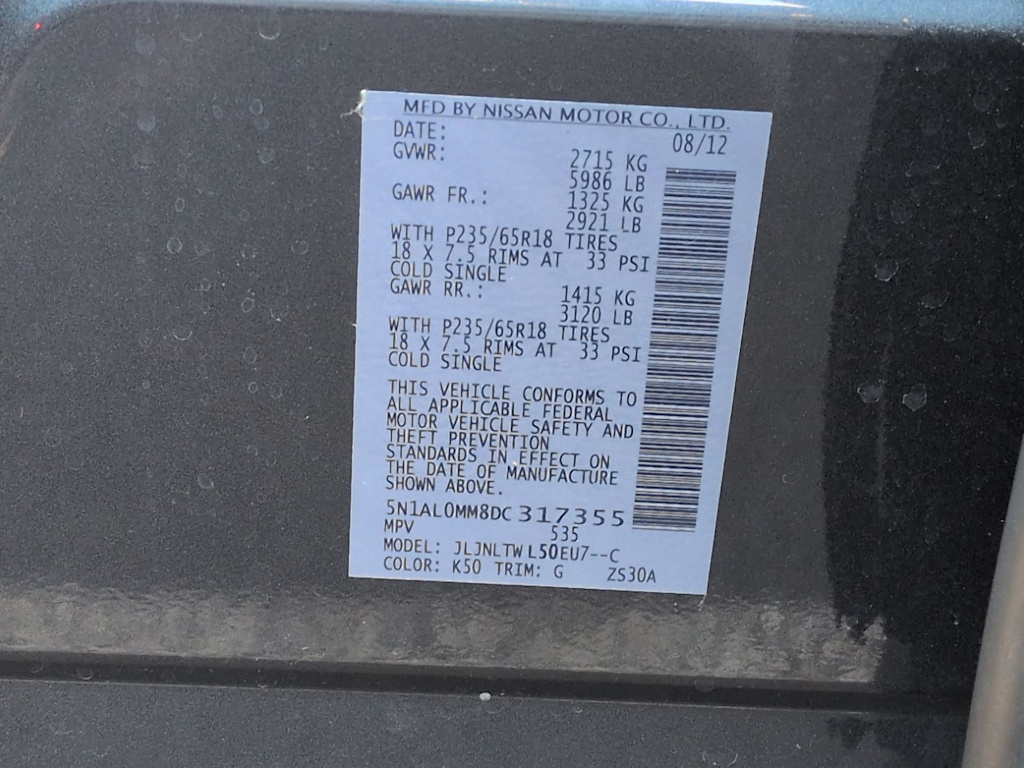 MFD BY NISSAN MOTOR CO., LTD.
DATE: 08/12
GVWR: 2715 KG
5986 LB
GAWR FR.: 1325 KG
2921 LB
WITH P235/65R18 TIRES
18 X 7.5 RIMS AT 33 PSI
COLD SINGLE
GAWR RR.: 1415 KG
3120 LB
WITH P235/65R18 TIRES
18 X 7.5 RIMS AT 33 PSI
COLD SINGLE
THIS VEHICLE CONFORMS TO
ALL APPLICABLE FEDERAL
MOTOR VEHICLE SAFETY AND
THEFT PREVENTION
STANDARDS IN EFFECT ON
THE DATE OF MANUFACTURE
SHOWN ABOVE.
5N1AL0MM8DC 317355
MPV 535
MODEL: JLJNLTW L50EU7--C
COLOR: K50 TRIM: G ZS30A